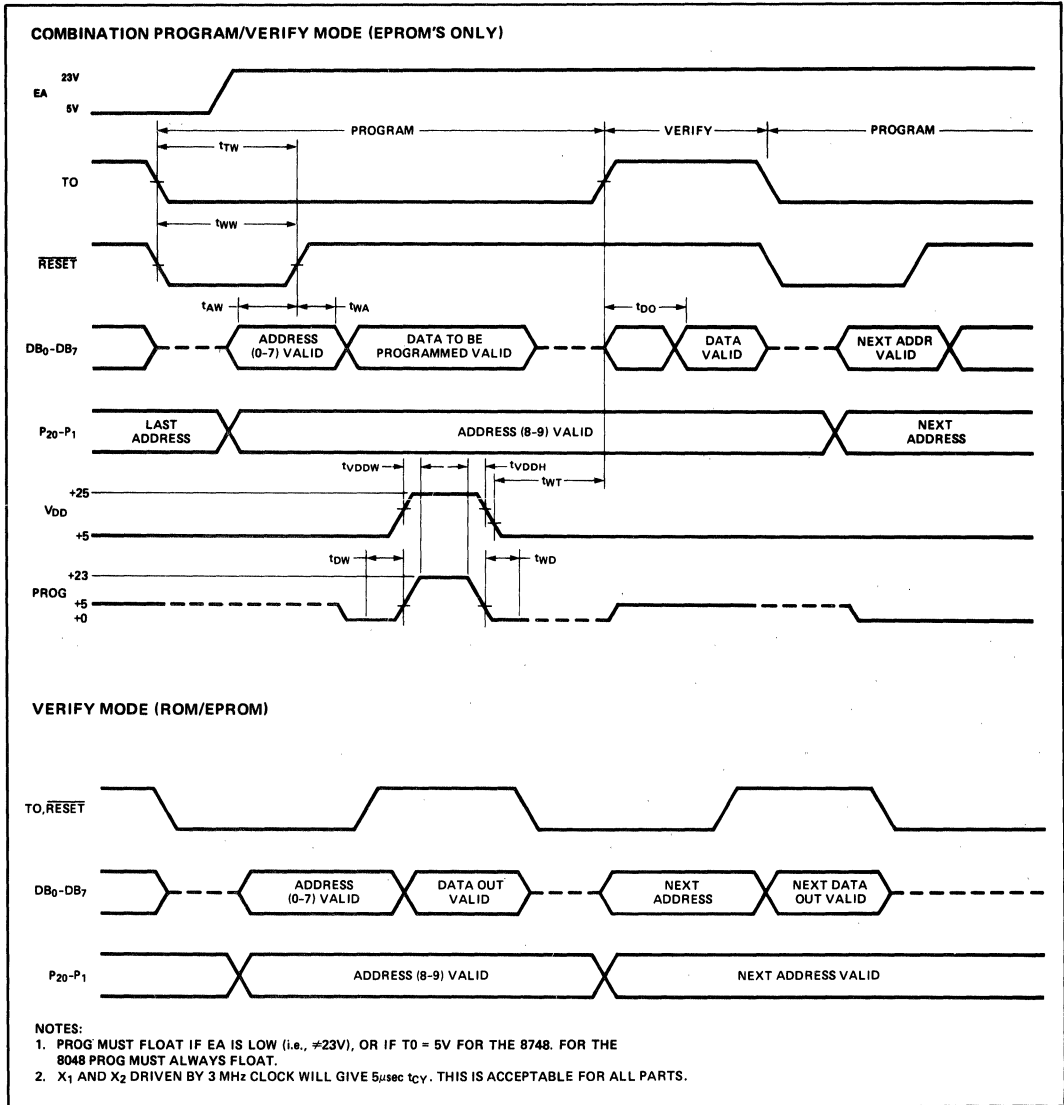 COMBINATION PROGRAM/VERIFY MODE (EPROM'S ONLY)
23V
EA
5V
PROGRAM
VERIFY
PROGRAM
tTW
TO
tWW
RESET
tAW
tWA
tDO
DB0-DB7
ADDRESS
(0-7) VALID
DATA TO BE
PROGRAMMED VALID
DATA
VALID
NEXT ADDR
VALID
P20-P1
LAST
ADDRESS
ADDRESS (8-9) VALID
NEXT
ADDRESS
tVDDW
tVDDH
tWT
+25
VDD
+5
tDW
tWD
+23
PROG
+5
+0
VERIFY MODE (ROM/EPROM)
TO,RESET
DB0-DB7
ADDRESS
(0-7) VALID
DATA OUT
VALID
NEXT
ADDRESS
NEXT DATA
OUT VALID
P20-P1
ADDRESS (8-9) VALID
NEXT ADDRESS VALID
NOTES:
1. PROG MUST FLOAT IF EA IS LOW (i.e., ≠23V), OR IF T0 = 5V FOR THE 8748. FOR THE
8048 PROG MUST ALWAYS FLOAT.
2. X1 AND X2 DRIVEN BY 3 MHz CLOCK WILL GIVE 5μsec tCY. THIS IS ACCEPTABLE FOR ALL PARTS.